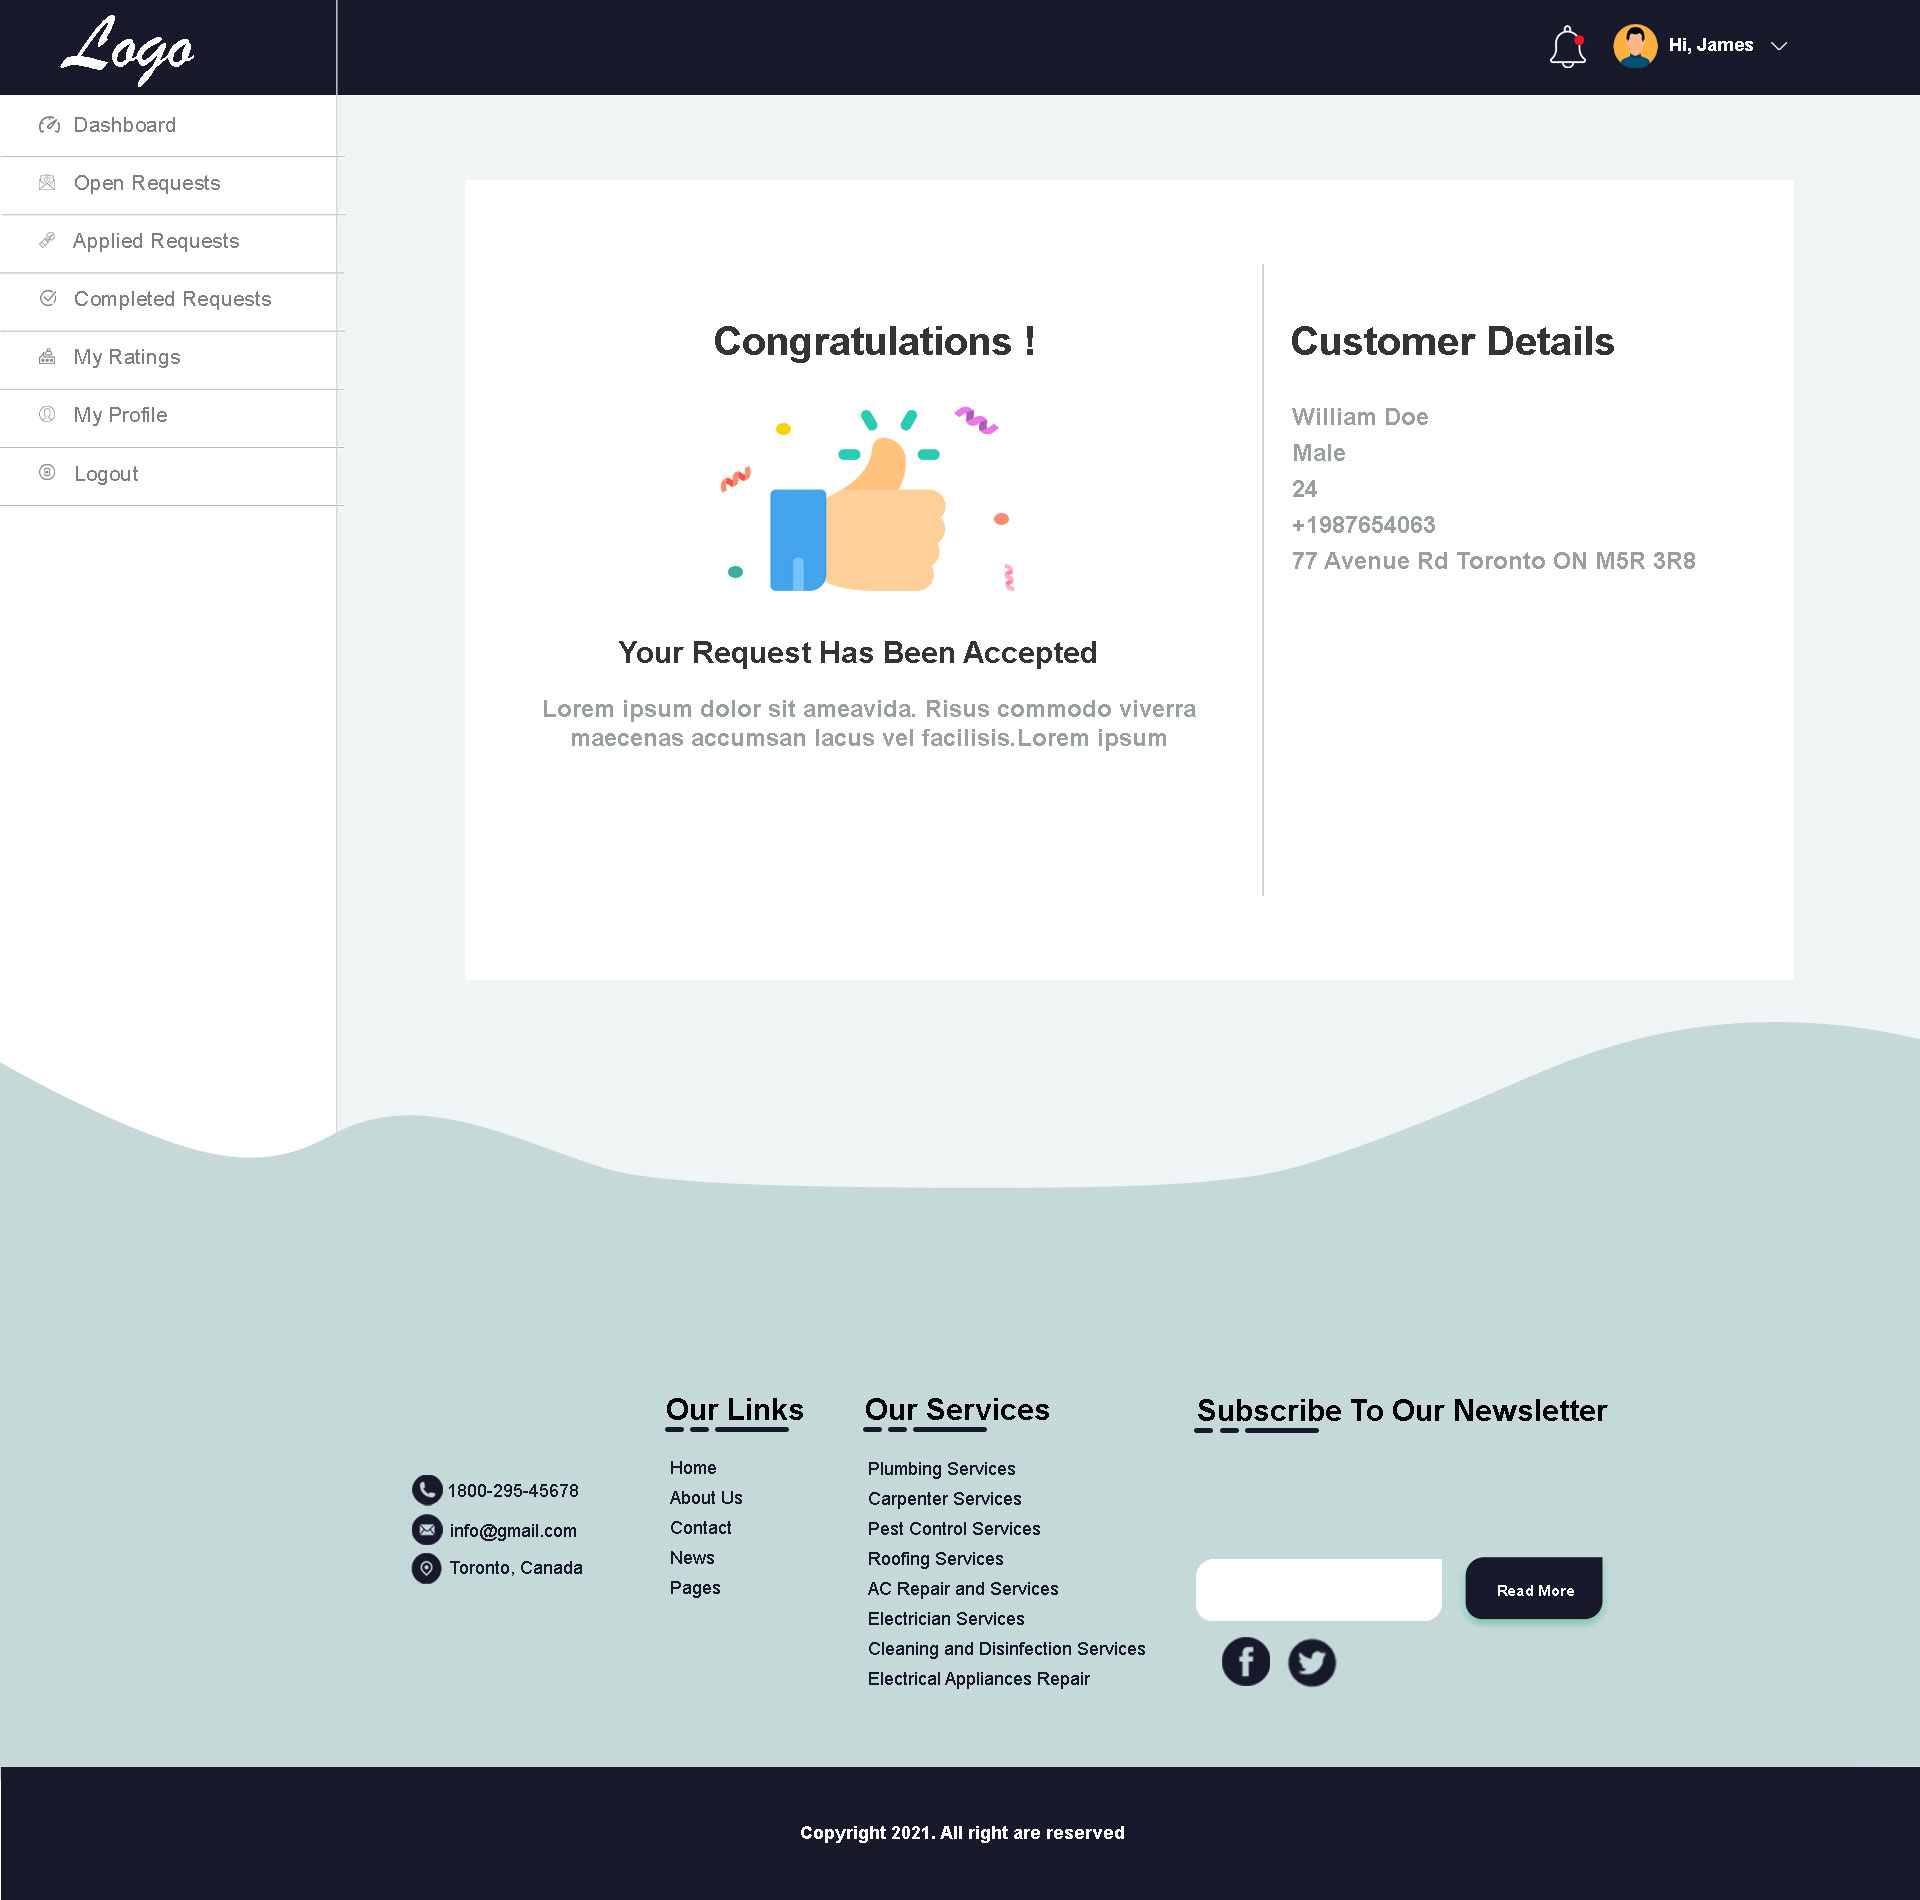 Logo
Hi, James
Dashboard
Open Requests
Applied Requests
Completed Requests
My Ratings
My Profile
Logout
Congratulations !
Your Request Has Been Accepted
Lorem ipsum dolor sit ameavida. Risus commodo viverra
maecenas accumsan lacus vel facilisis.Lorem ipsum
Customer Details
William Doe
Male
24
+1987654063
77 Avenue Rd Toronto ON M5R 3R8
1800-295-45678
info@gmail.com
Toronto, Canada
Our Links
Home
About Us
Contact
News
Pages
Our Services
Plumbing Services
Carpenter Services
Pest Control Services
Roofing Services
AC Repair and Services
Electrician Services
Cleaning and Disinfection Services
Electrical Appliances Repair
Subscribe To Our Newsletter
Read More
Copyright 2021. All right are reserved